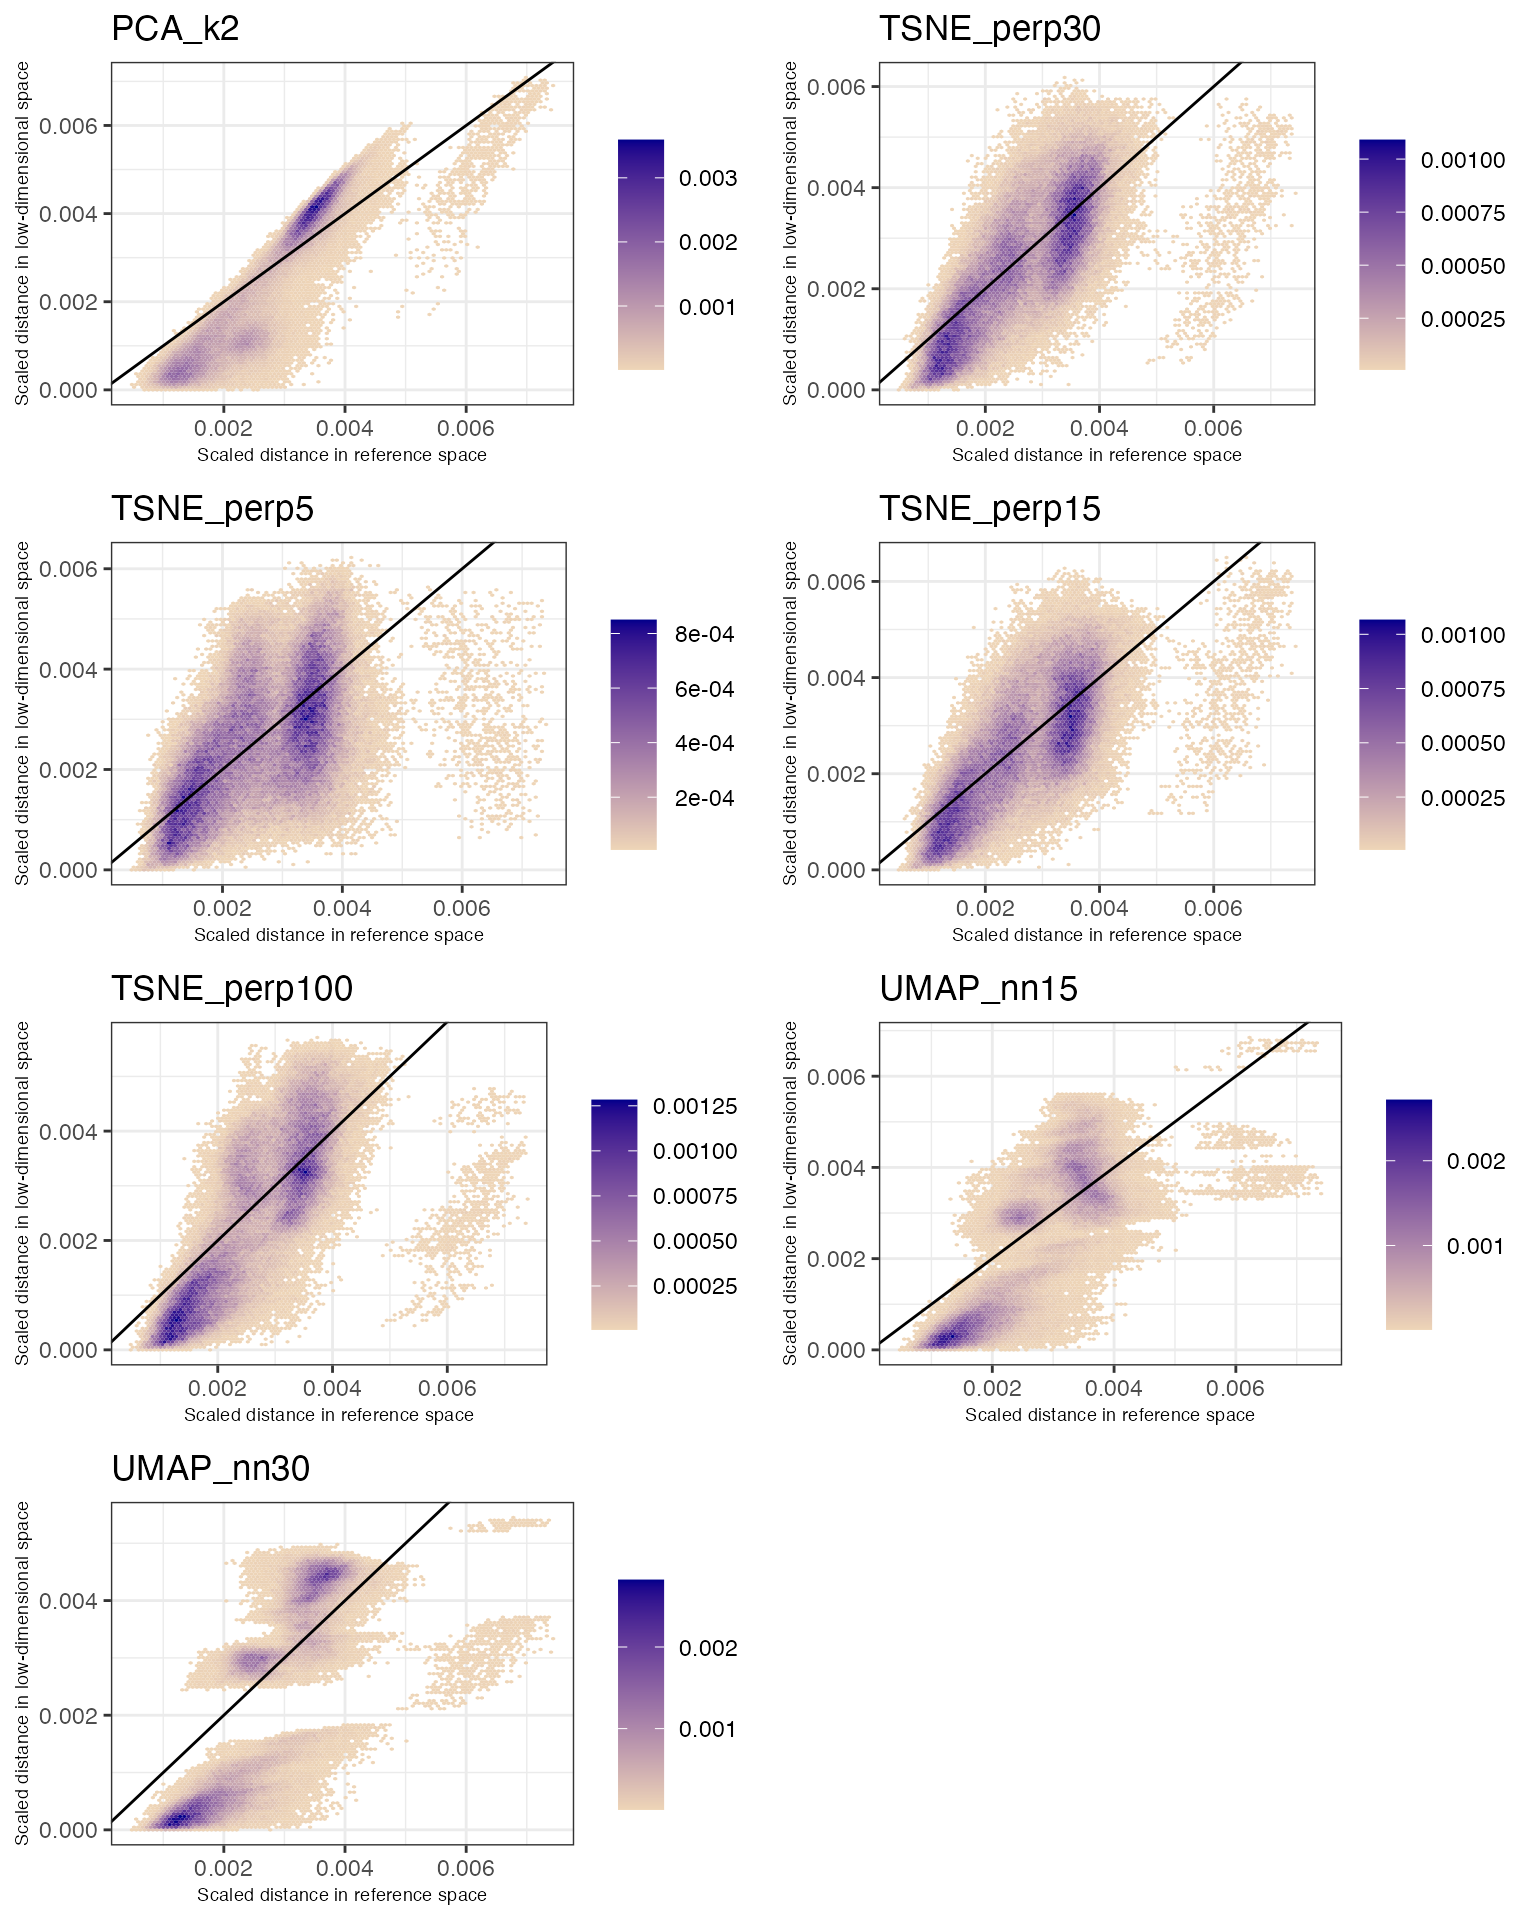 PCA_k2
Scaled distance in low-dimensional space
0.006
0.004
0.002
0.000
0.002 0.004 0.006
Scaled distance in reference space
0.003
0.002
0.001
TSNE_perp30
Scaled distance in low-dimensional space
0.006
0.004
0.002
0.000
0.002 0.004 0.006
Scaled distance in reference space
0.00100
0.00075
0.00050
0.00025
TSNE_perp5
Scaled distance in low-dimensional space
0.006
0.004
0.002
0.000
0.002 0.004 0.006
Scaled distance in reference space
8e-04
6e-04
4e-04
2e-04
TSNE_perp15
Scaled distance in low-dimensional space
0.006
0.004
0.002
0.000
0.002 0.004 0.006
Scaled distance in reference space
0.00100
0.00075
0.00050
0.00025
TSNE_perp100
Scaled distance in low-dimensional space
0.004
0.002
0.000
0.002 0.004 0.006
Scaled distance in reference space
0.00125
0.00100
0.00075
0.00050
0.00025
UMAP_nn15
Scaled distance in low-dimensional space
0.006
0.004
0.002
0.000
0.002 0.004 0.006
Scaled distance in reference space
0.002
0.001
UMAP_nn30
Scaled distance in low-dimensional space
0.004
0.002
0.000
0.002 0.004 0.006
Scaled distance in reference space
0.002
0.001